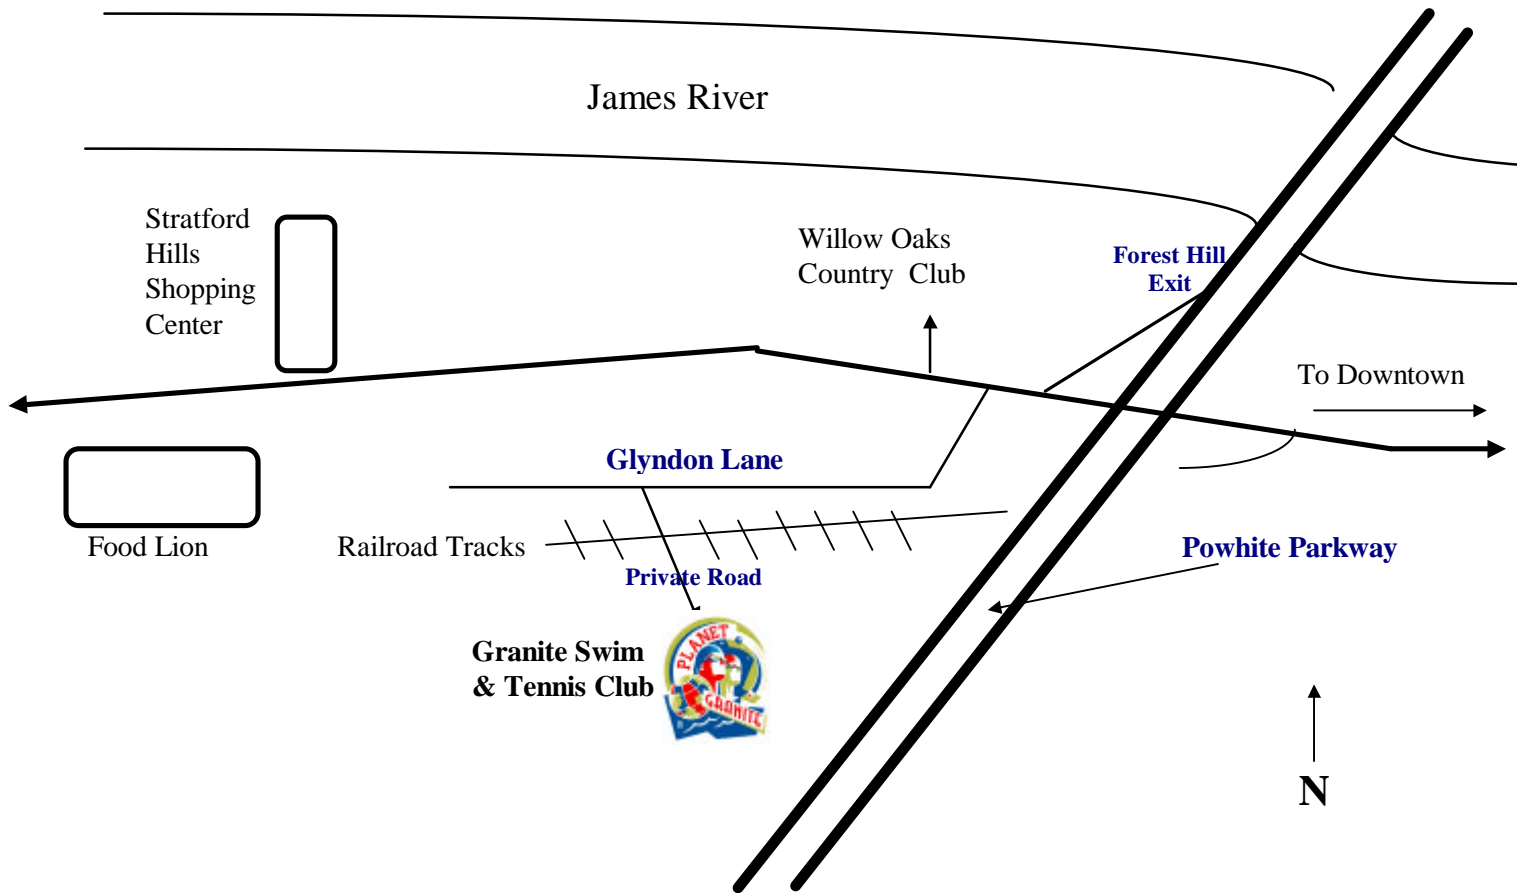 James River
Stratford
Hills
Shopping
Center
Willow Oaks
Country Club
Forest Hill
Exit
To Downtown
Glyndon Lane
Food Lion
Railroad Tracks
Powhite Parkway
Private Road
Granite Swim
& Tennis Club
PLANET
GRANITE
N